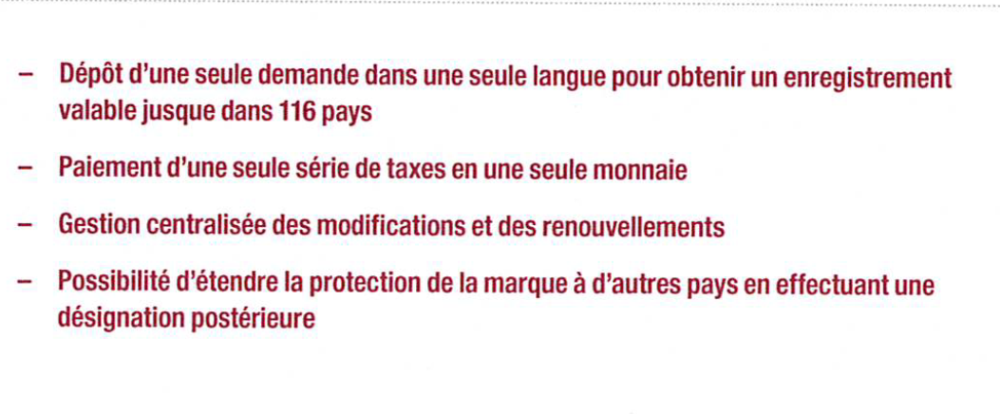 – Dépôt d'une seule demande dans une seule langue pour obtenir un enregistrement
valable jusque dans 116 pays
– Paiement d'une seule série de taxes en une seule monnaie
– Gestion centralisée des modifications et des renouvellements
– Possibilité d'étendre la protection de la marque à d'autres pays en effectuant une
désignation postérieure